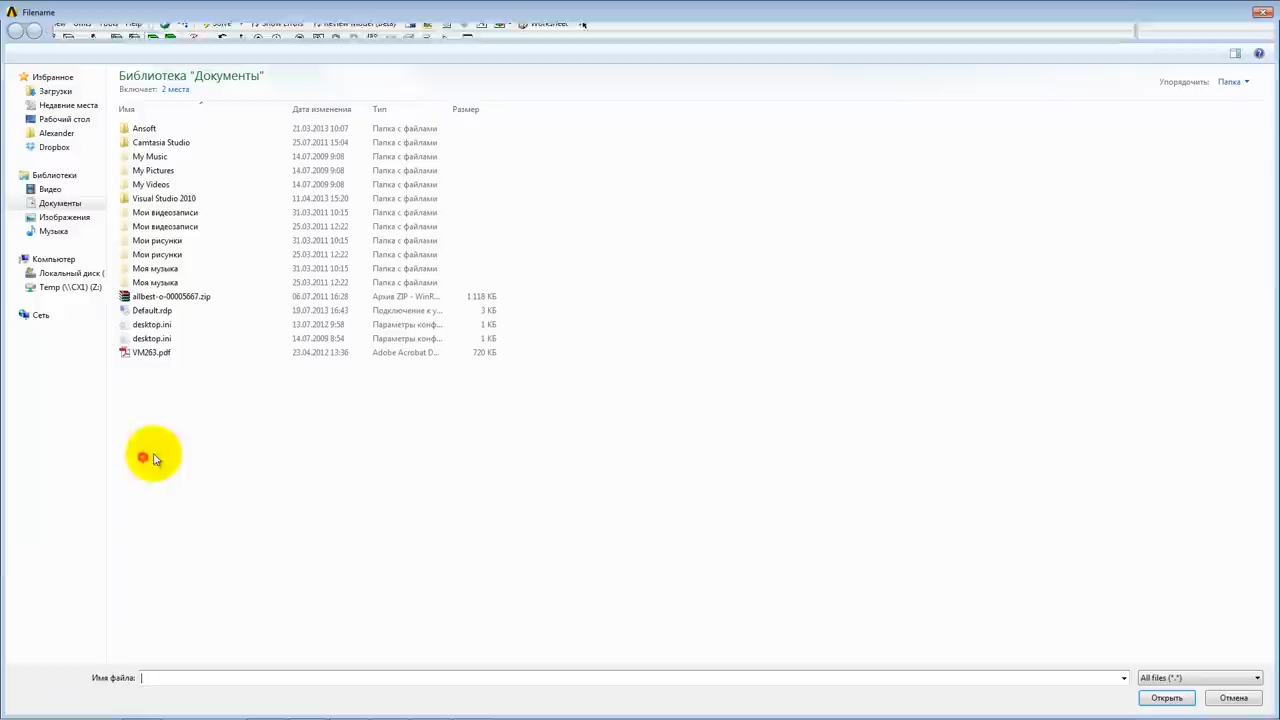 Filename
Solve Show Errors Review Model (Beta) Worksheet
Библиотека "Документы"
Включает: 2 места
Упорядочить: Папка
Имя Дата изменения Тип Размер
Избранное
Загрузки
Недавние места
Рабочий стол
Alexander
Dropbox
Библиотеки
Видео
Документы
Изображения
Музыка
Компьютер
Локальный диск (
Temp (\\CX1) (Z:)
Сеть
Ansoft 21.03.2013 10:07 Папка с файлами
Camtasia Studio 25.07.2011 15:04 Папка с файлами
My Music 14.07.2009 9:08 Папка с файлами
My Pictures 14.07.2009 9:08 Папка с файлами
My Videos 14.07.2009 9:08 Папка с файлами
Visual Studio 2010 11.04.2013 15:20 Папка с файлами
Мои видеозаписи 31.03.2011 10:15 Папка с файлами
Мои видеозаписи 25.03.2011 12:22 Папка с файлами
Мои рисунки 31.03.2011 10:15 Папка с файлами
Мои рисунки 25.03.2011 12:22 Папка с файлами
Моя музыка 31.03.2011 10:15 Папка с файлами
Моя музыка 25.03.2011 12:22 Папка с файлами
allbest-o-00005667.zip 06.07.2011 16:28 Архив ZIP - WinR... 1 118 КБ
Default.rdp 19.07.2013 16:43 Подключение к у... 3 КБ
desktop.ini 13.07.2012 9:58 Параметры конф... 1 КБ
desktop.ini 14.07.2009 8:54 Параметры конф... 1 КБ
VM263.pdf 23.04.2012 13:36 Adobe Acrobat D... 720 КБ
Имя файла:
All files (*.*)
Открыть Отмена